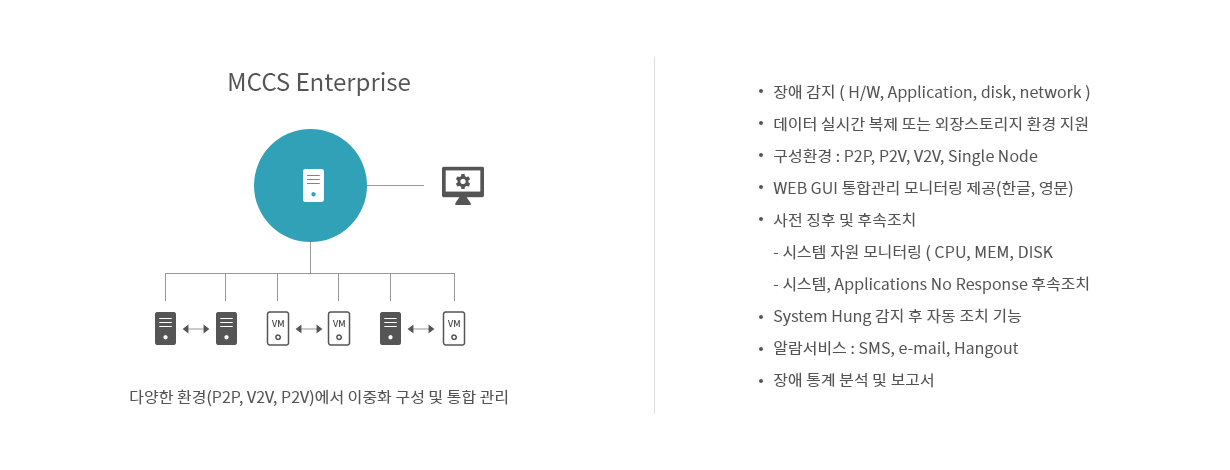 MCCS Enterprise
VM
VM
VM
다양한 환경(P2P, V2V, P2V)에서 이중화 구성 및 통합 관리
• 장애 감지 ( H/W, Application, disk, network )
• 데이터 실시간 복제 또는 외장스토리지 환경 지원
• 구성환경 : P2P, P2V, V2V, Single Node
• WEB GUI 통합관리 모니터링 제공(한글, 영문)
• 사전 징후 및 후속조치
- 시스템 자원 모니터링 ( CPU, MEM, DISK
- 시스템, Applications No Response 후속조치
• System Hung 감지 후 자동 조치 기능
• 알람서비스 : SMS, e-mail, Hangout
• 장애 통계 분석 및 보고서